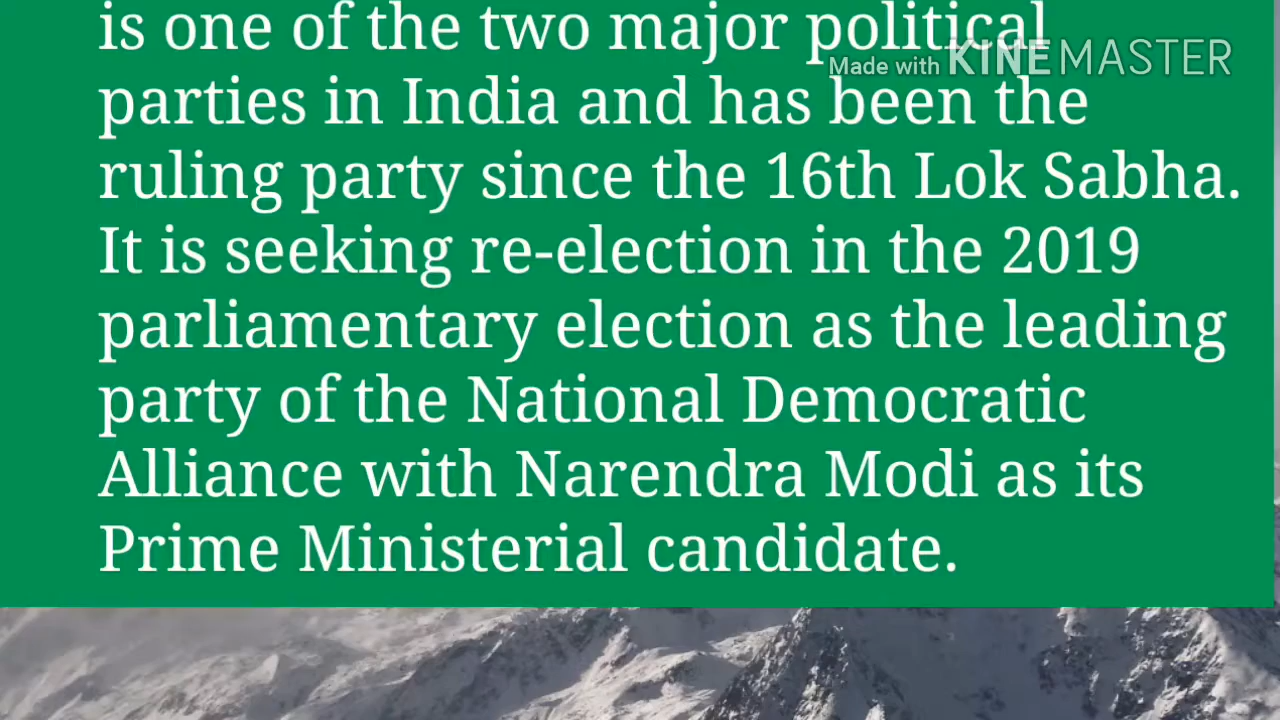 is one of the two major political
Made with KINEMASTER
parties in India and has been the
ruling party since the 16th Lok Sabha.
It is seeking re-election in the 2019
parliamentary election as the leading
party of the National Democratic
Alliance with Narendra Modi as its
Prime Ministerial candidate.